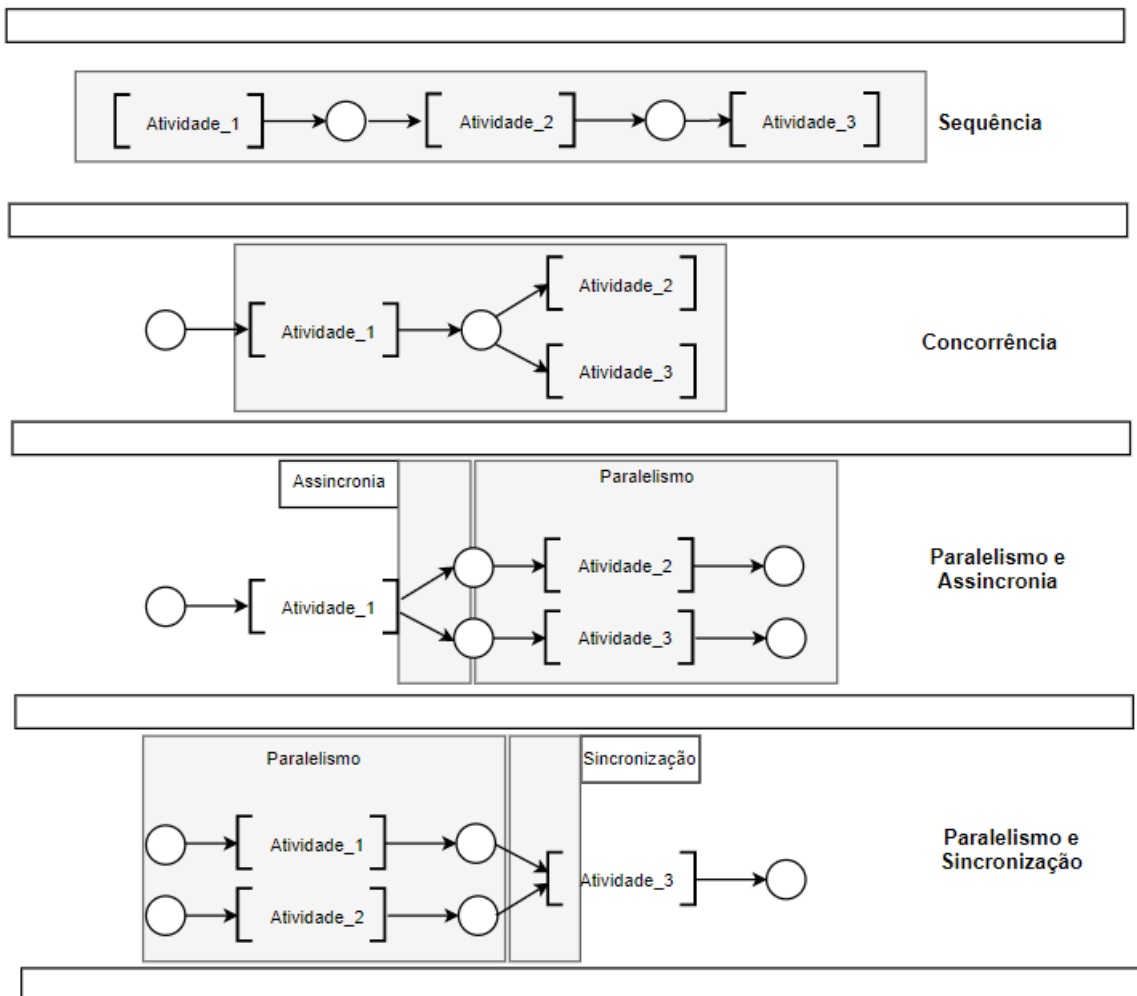 Atividade_1
Atividade_2
Atividade_3
Sequência
Atividade_2
Atividade_1
Atividade_3
Concorrência
Assincronia
Paralelismo
Atividade_2
Atividade_1
Atividade_3
Paralelismo e
Assincronia
Paralelismo
Sincronização
Atividade_1
Atividade_2
Atividade_3
Paralelismo e
Sincronização